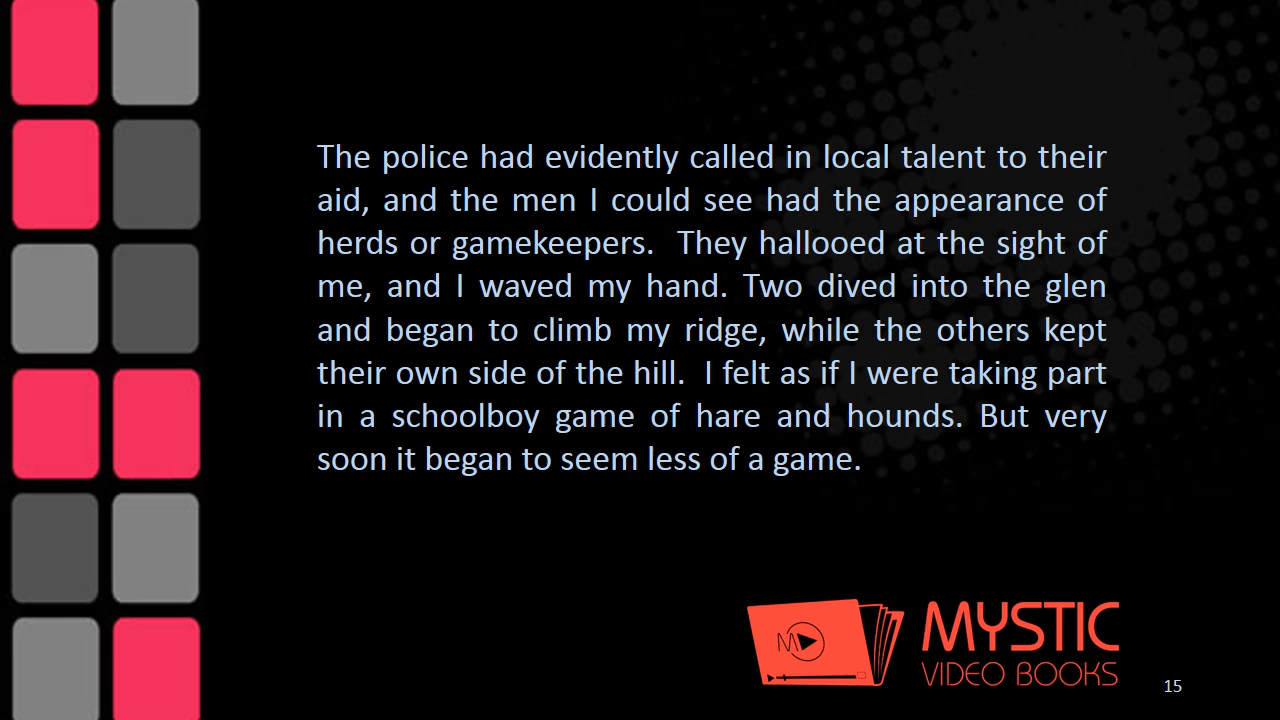 The police had evidently called in local talent to their
aid, and the men I could see had the appearance of
herds or gamekeepers.  They hallooed at the sight of
me, and I waved my hand. Two dived into the glen
and began to climb my ridge, while the others kept
their own side of the hill.  I felt as if I were taking part
in a schoolboy game of hare and hounds. But very
soon it began to seem less of a game.
M
MYSTIC
VIDEO BOOKS
15